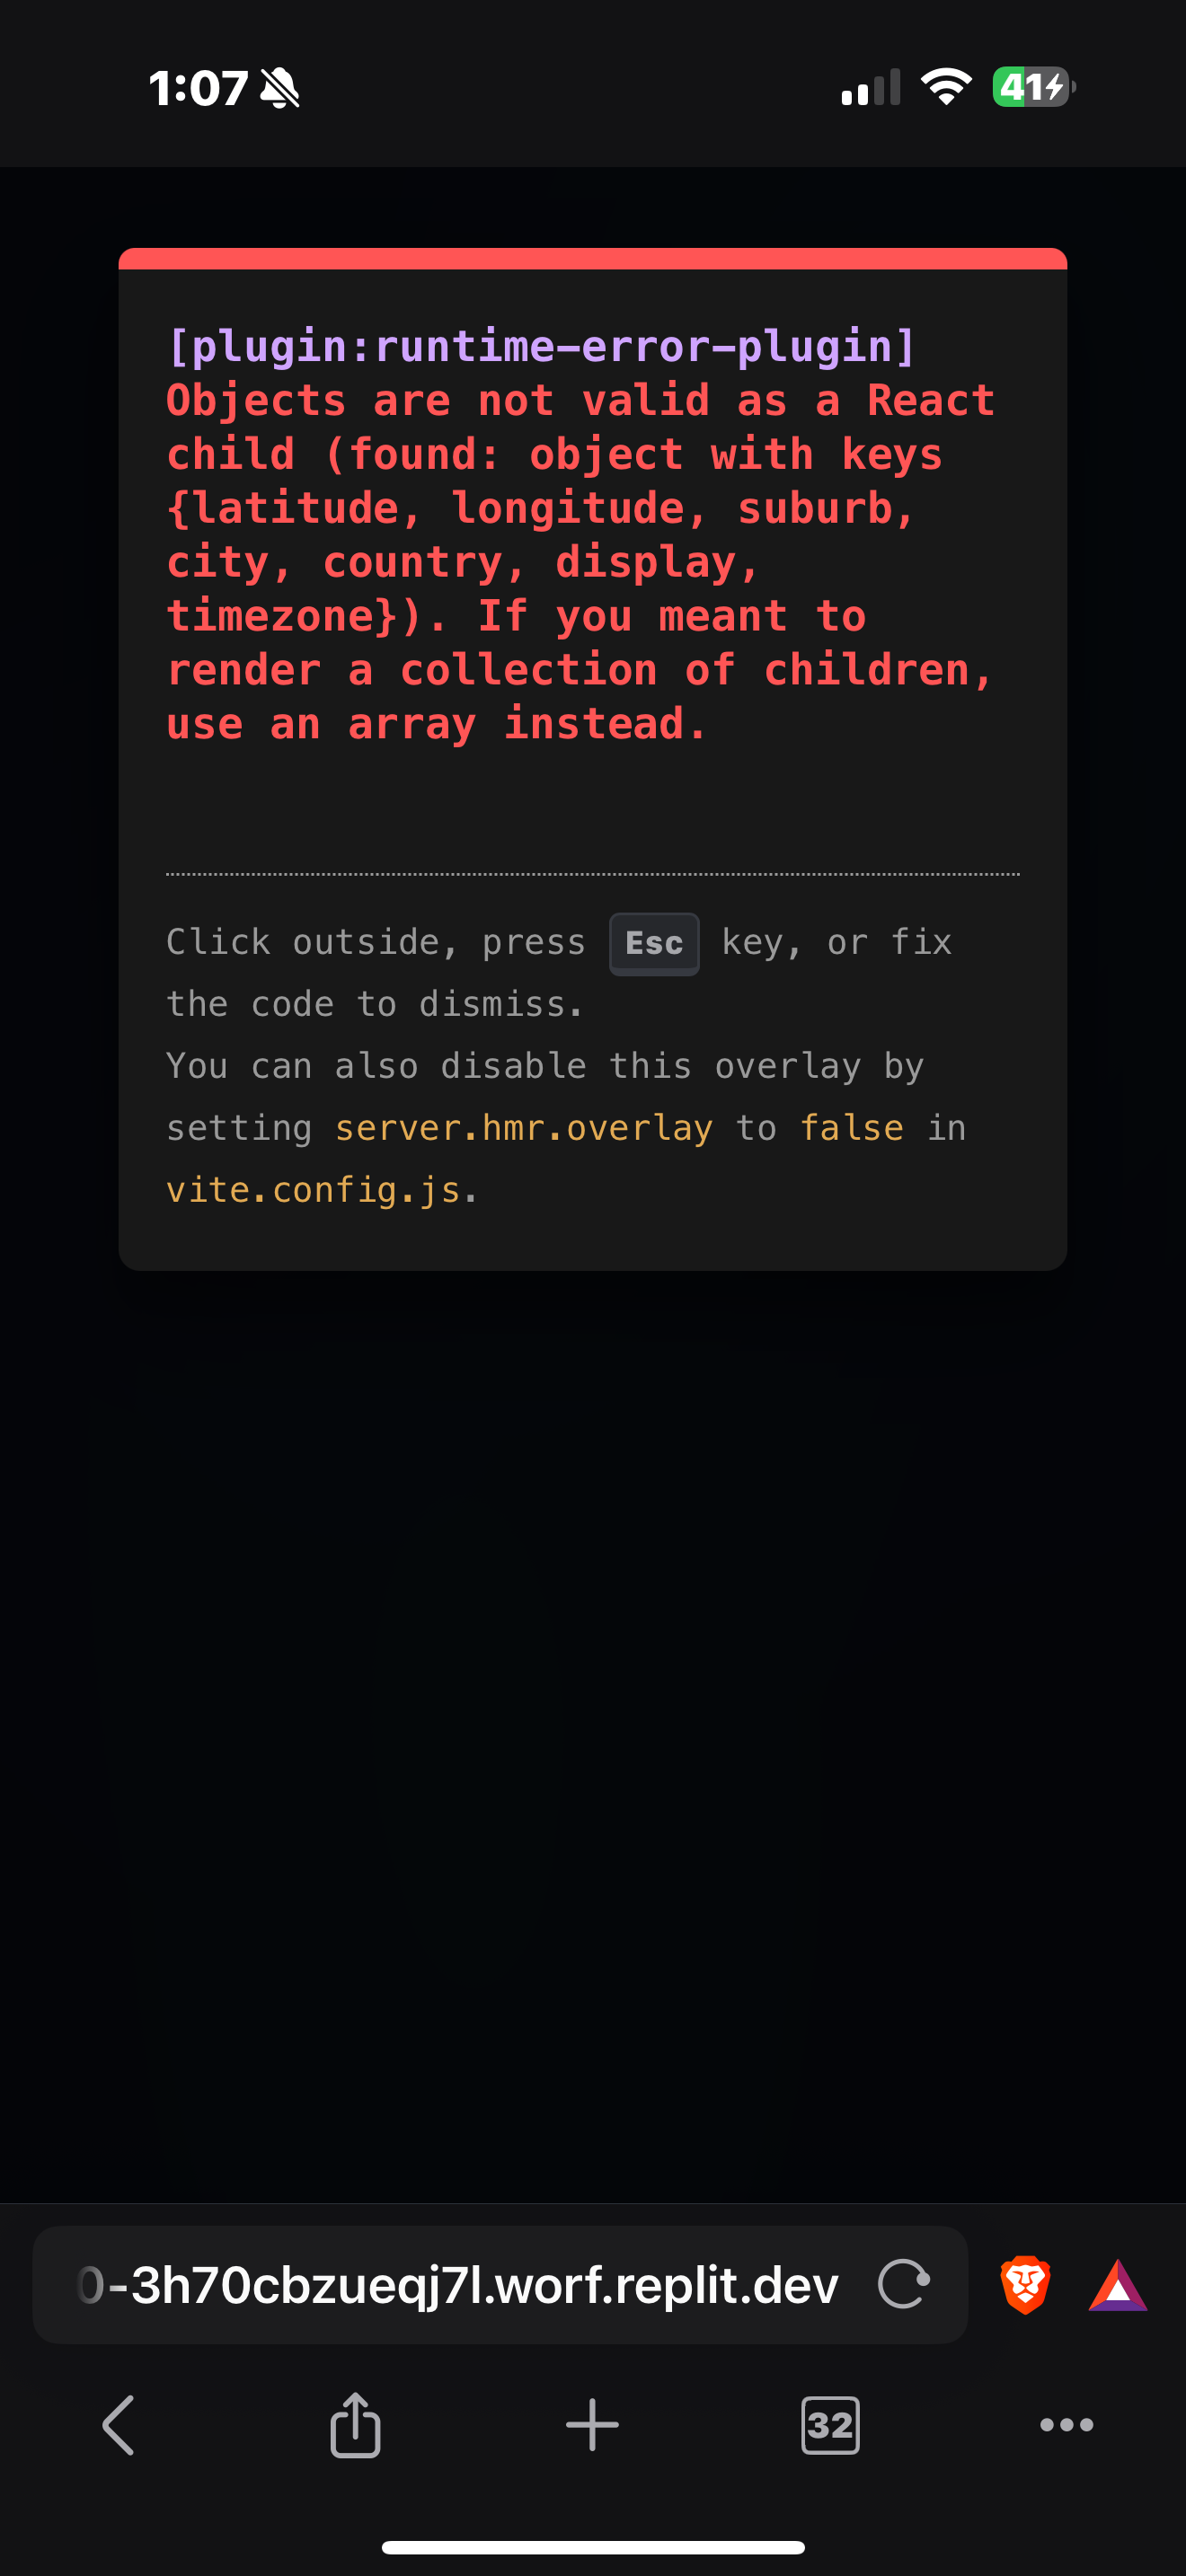 1:07
41
[plugin:runtime-error-plugin]
Objects are not valid as a React
child (found: object with keys
{latitude, longitude, suburb,
city, country, display,
timezone}). If you meant to
render a collection of children,
use an array instead.
Click outside, press Esc key, or fix
the code to dismiss.
You can also disable this overlay by
setting server.hmr.overlay to false in
vite.config.js.
0-3h70cbzueqj7l.worf.replit.dev
32